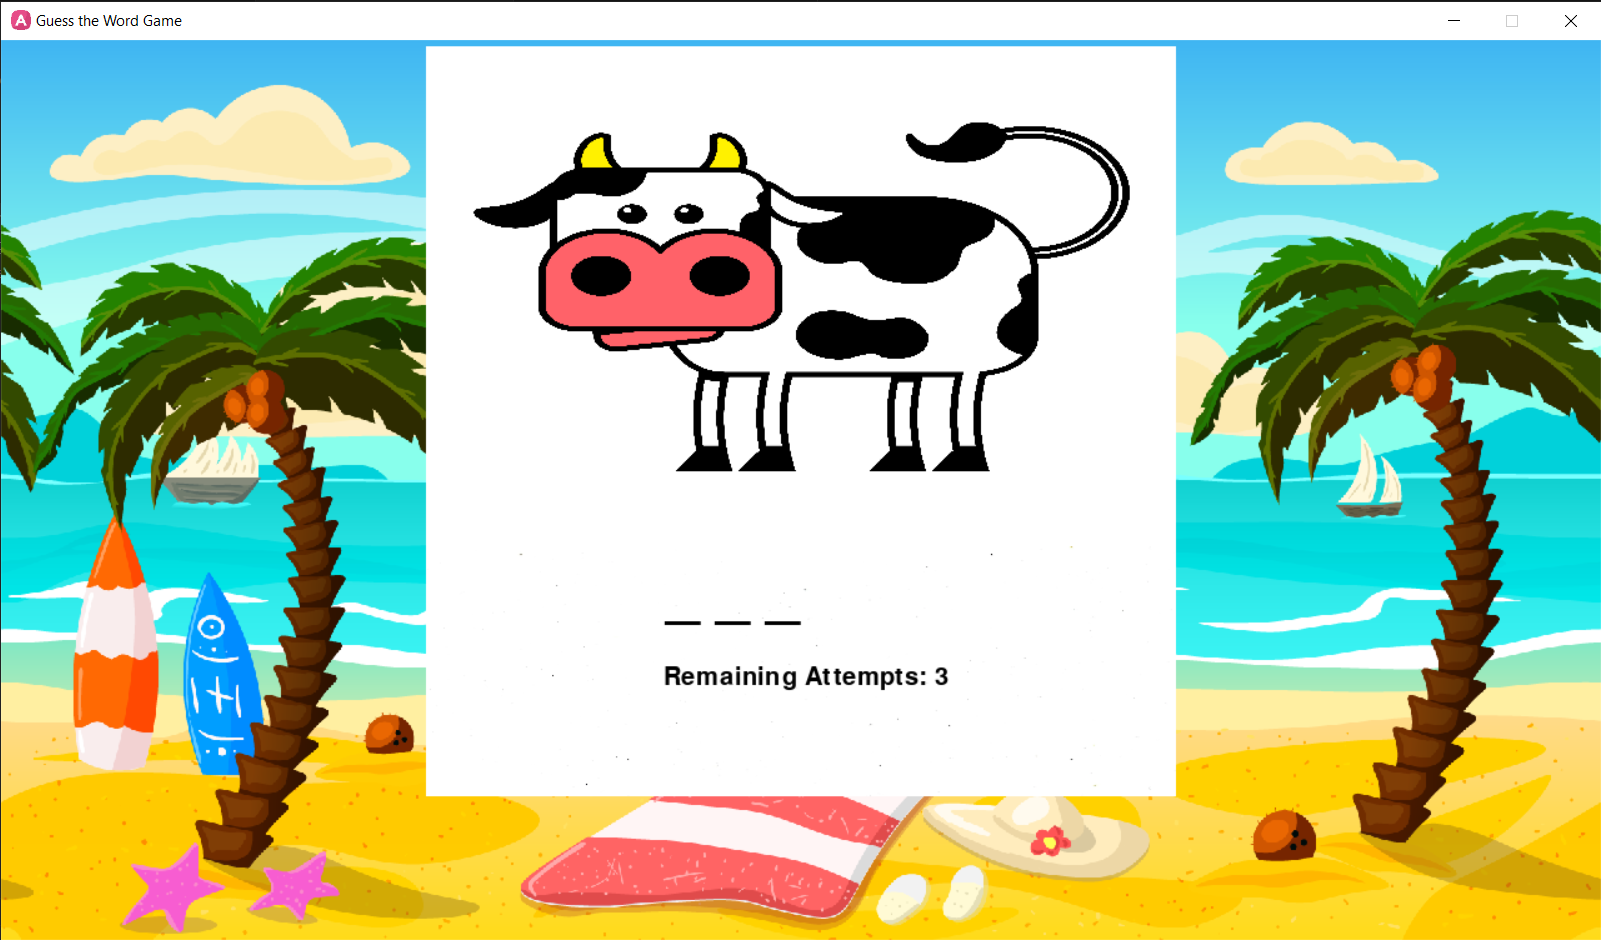 Guess the Word Game
_ _ _
Remaining Attempts: 3